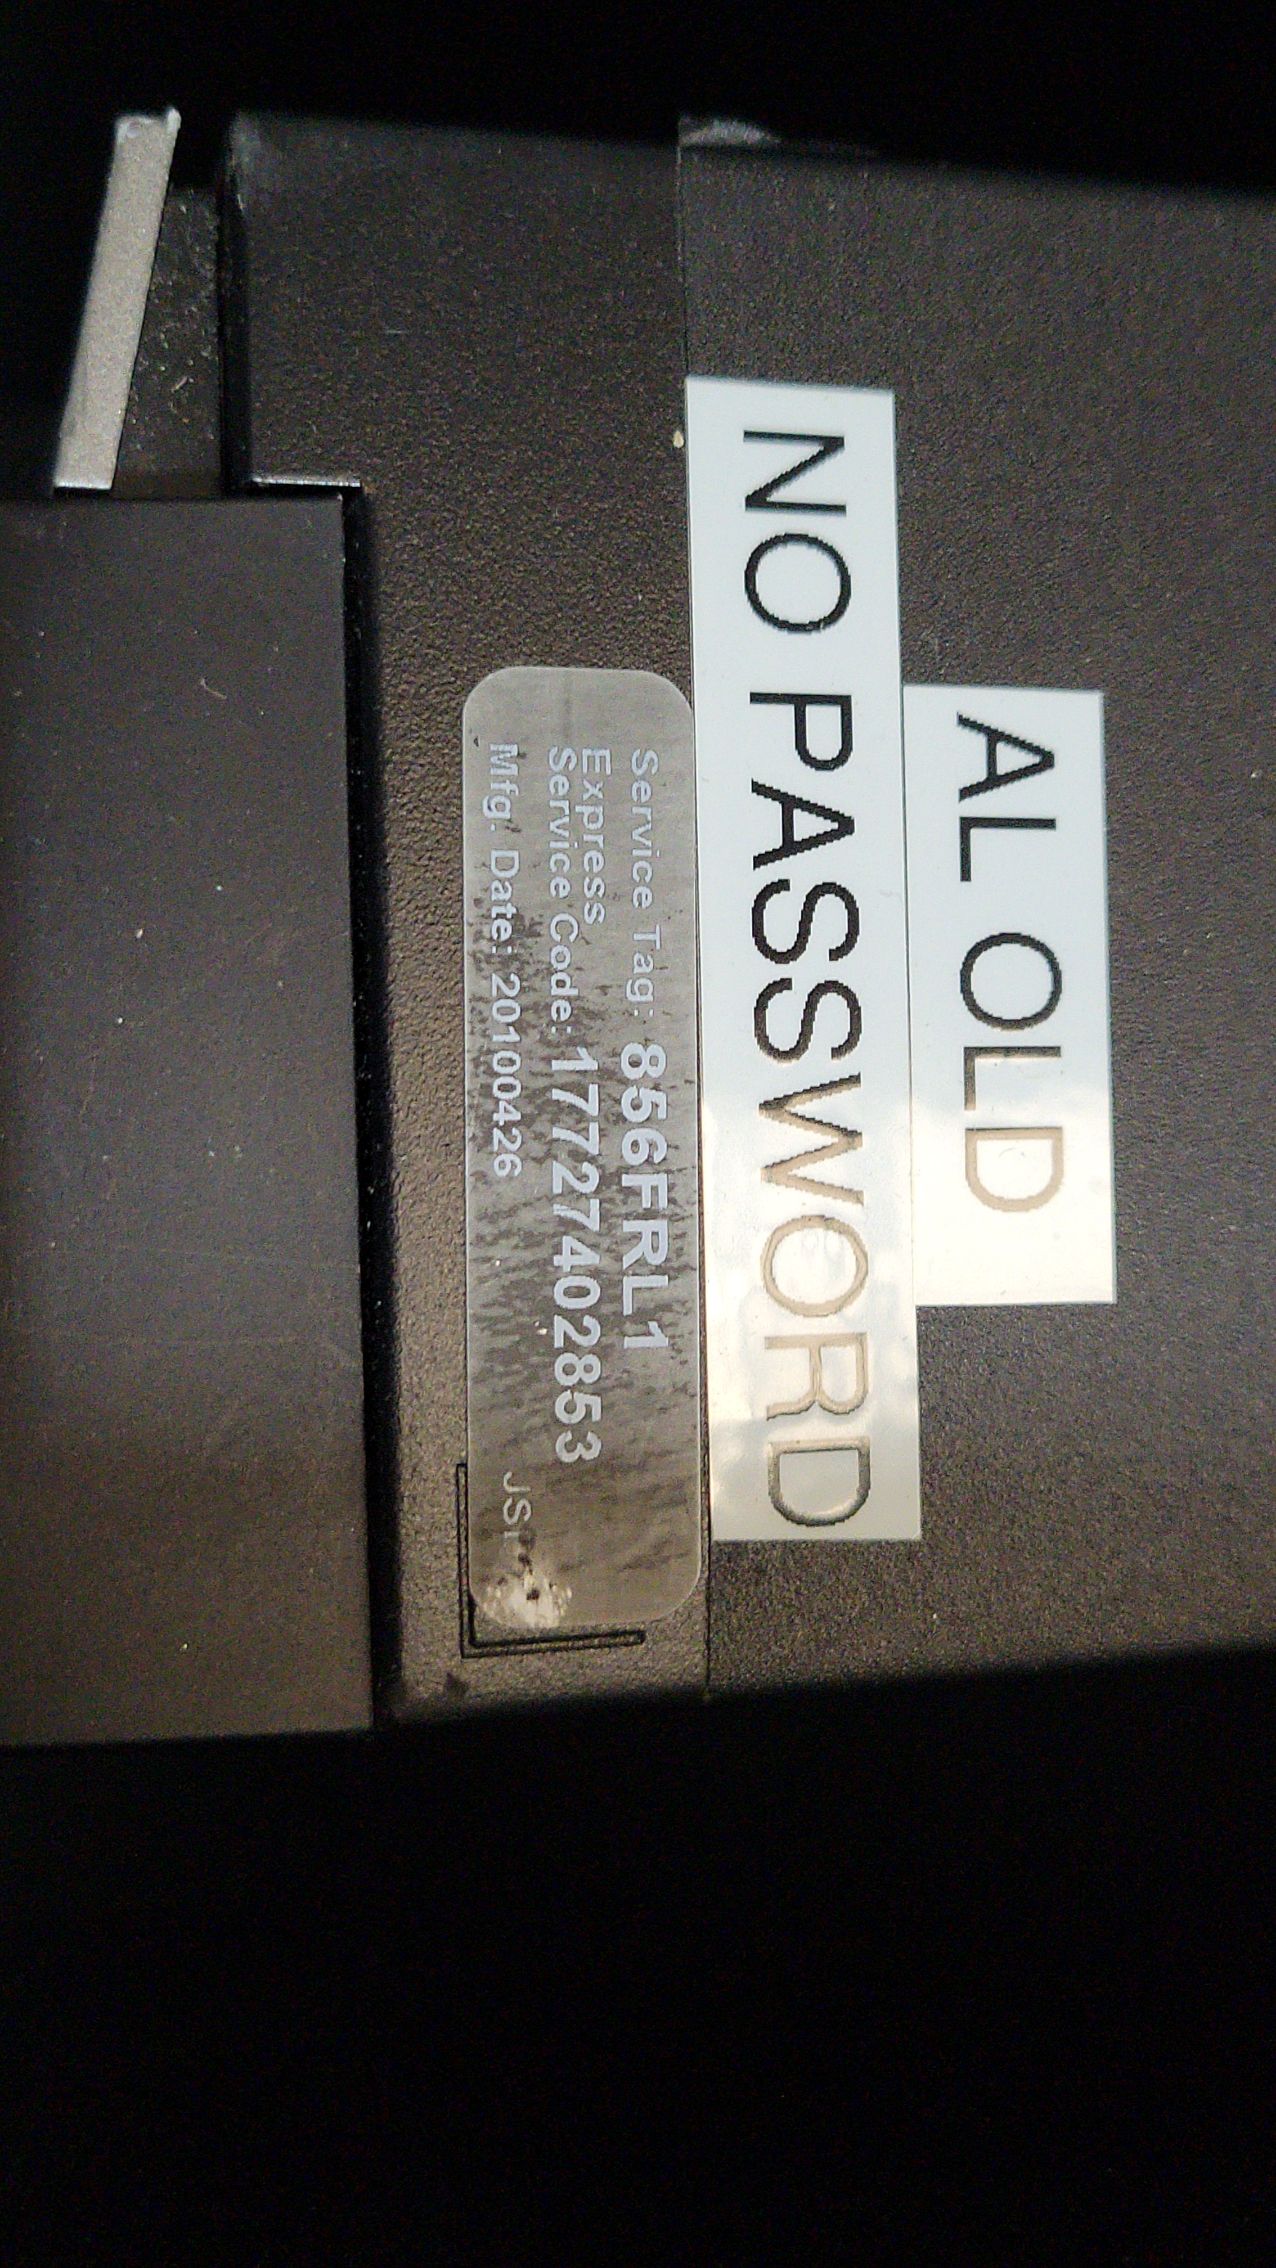 AL OLD
NO PASSWORD
Service Tag: 856FRL1
Express
Service Code: 17727402853
Mfg. Date: 20100426